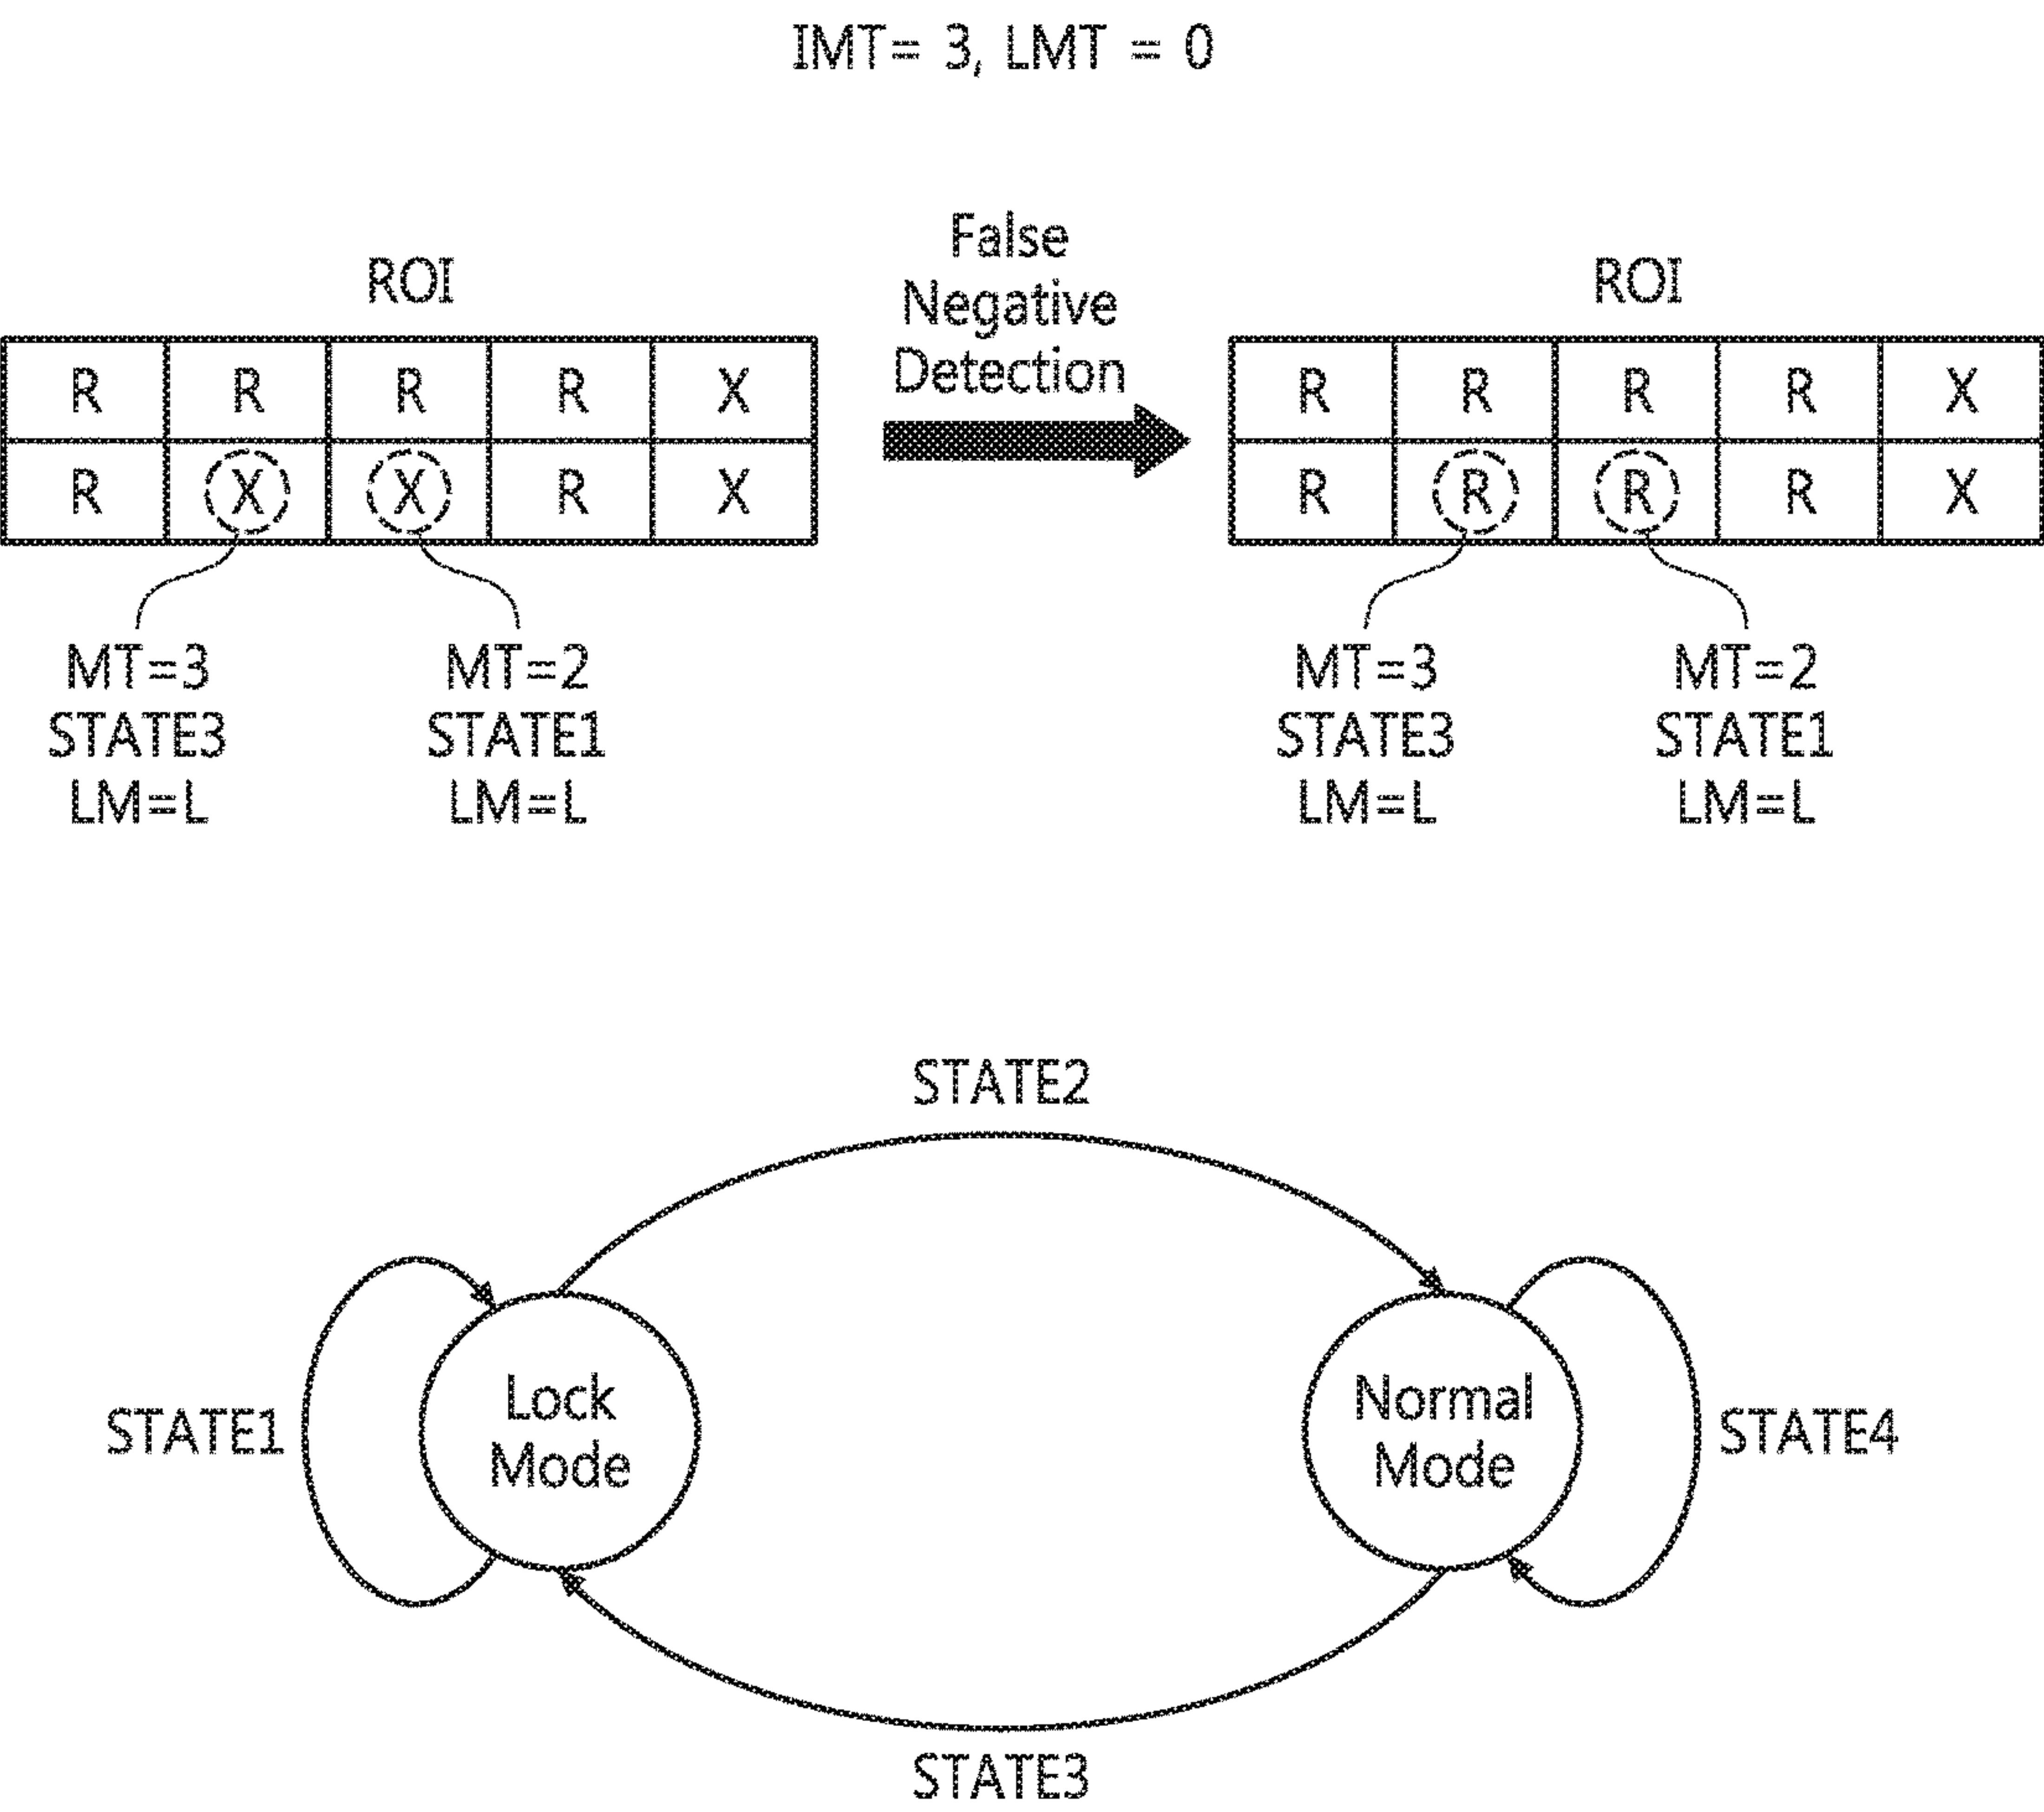 IMT= 3, LMT = 0
False
Negative
Detection
ROI
R R R R X
R X X R X
MT=3
STATE3
LM=L
MT=2
STATE1
LM=L
ROI
R R R R X
R R R R X
MT=3
STATE3
LM=L
MT=2
STATE1
LM=L
STATE2
STATE1
Lock
Mode
Normal
Mode
STATE4
STATE3